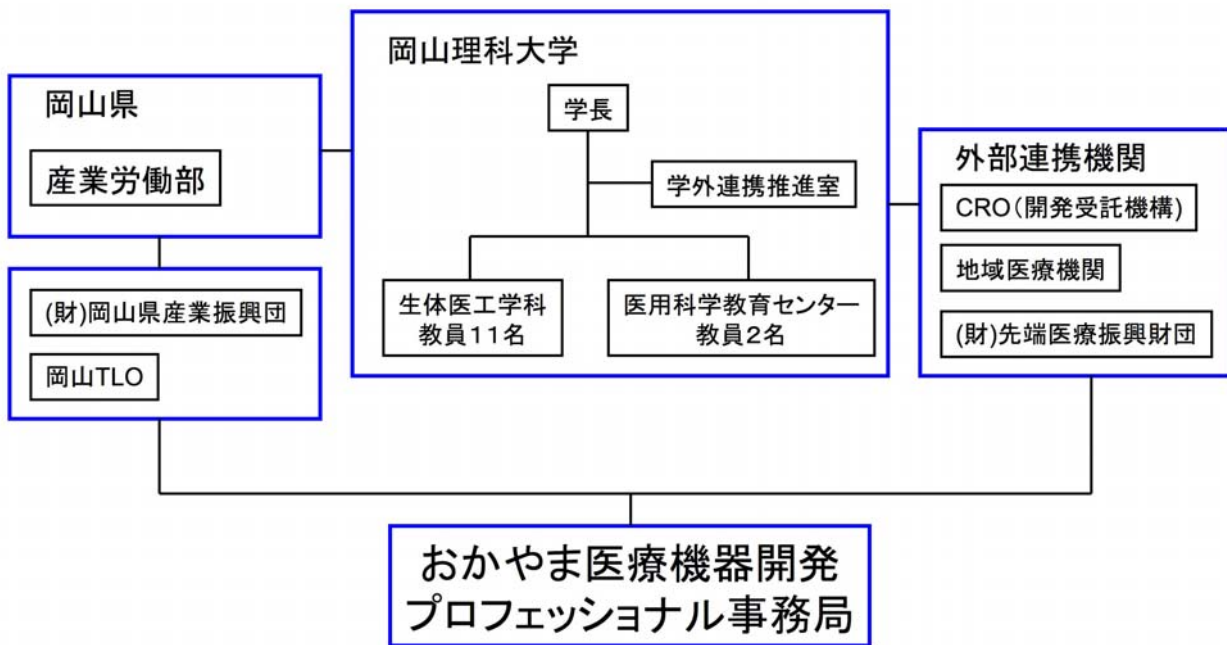 岡山理科大学
学長
学外連携推進室
生体医工学科
教員11名
医用科学教育センター
教員2名
岡山県
産業労働部
(財)岡山県産業振興団
岡山TLO
外部連携機関
CRO(開発受託機構)
地域医療機関
(財)先端医療振興財団
おかやま医療機器開発
プロフェッショナル事務局